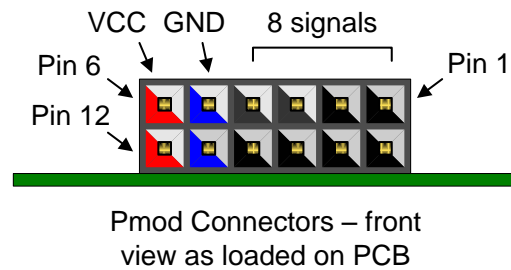 VCC GND
8 signals
Pin 6
Pin 1
Pin 12
Pmod Connectors – front
view as loaded on PCB